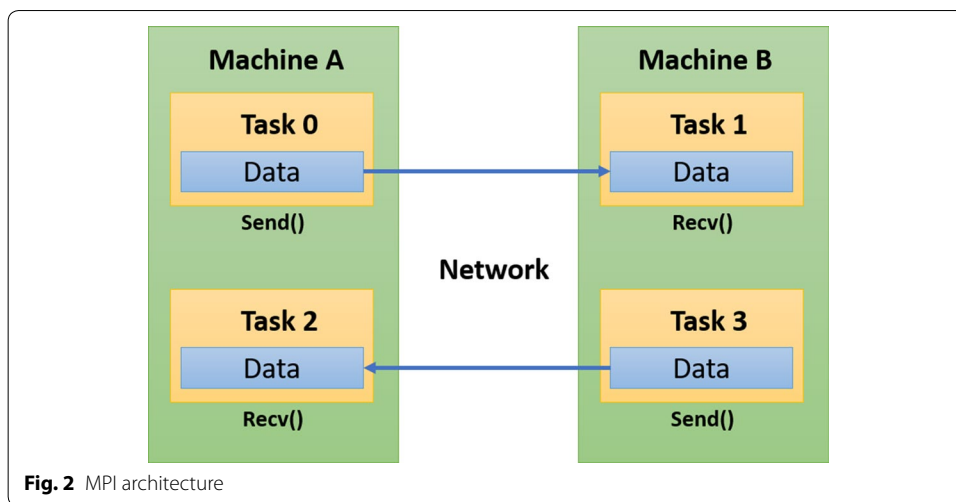 Machine A
Machine B
Task 0
Data
Send()
Task 1
Data
Recv()
Network
Task 2
Data
Recv()
Task 3
Data
Send()
Fig. 2 MPI architecture